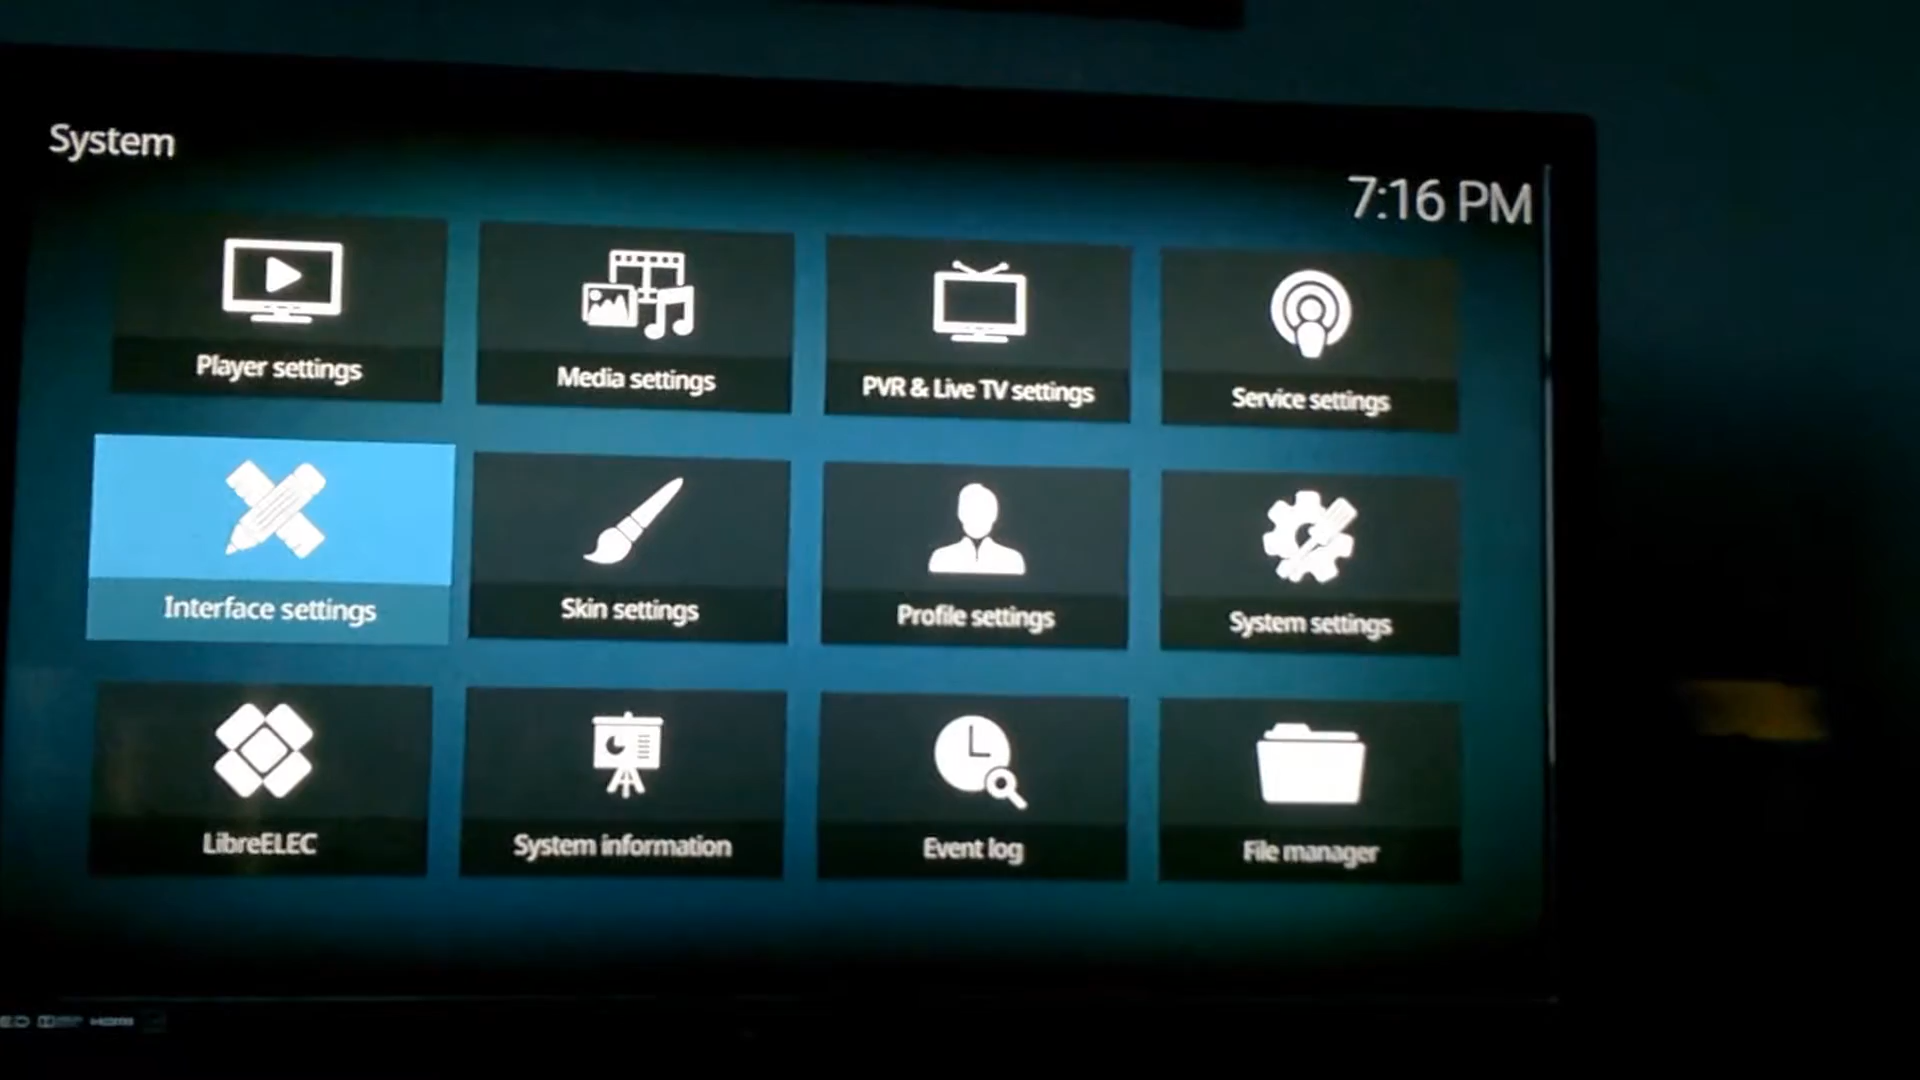 System
7:16 PM
Player settings
Media settings
PVR & Live TV settings
Service settings
Interface settings
Skin settings
Profile settings
System settings
LibreELEC
System information
Event log
File manager
HDMI